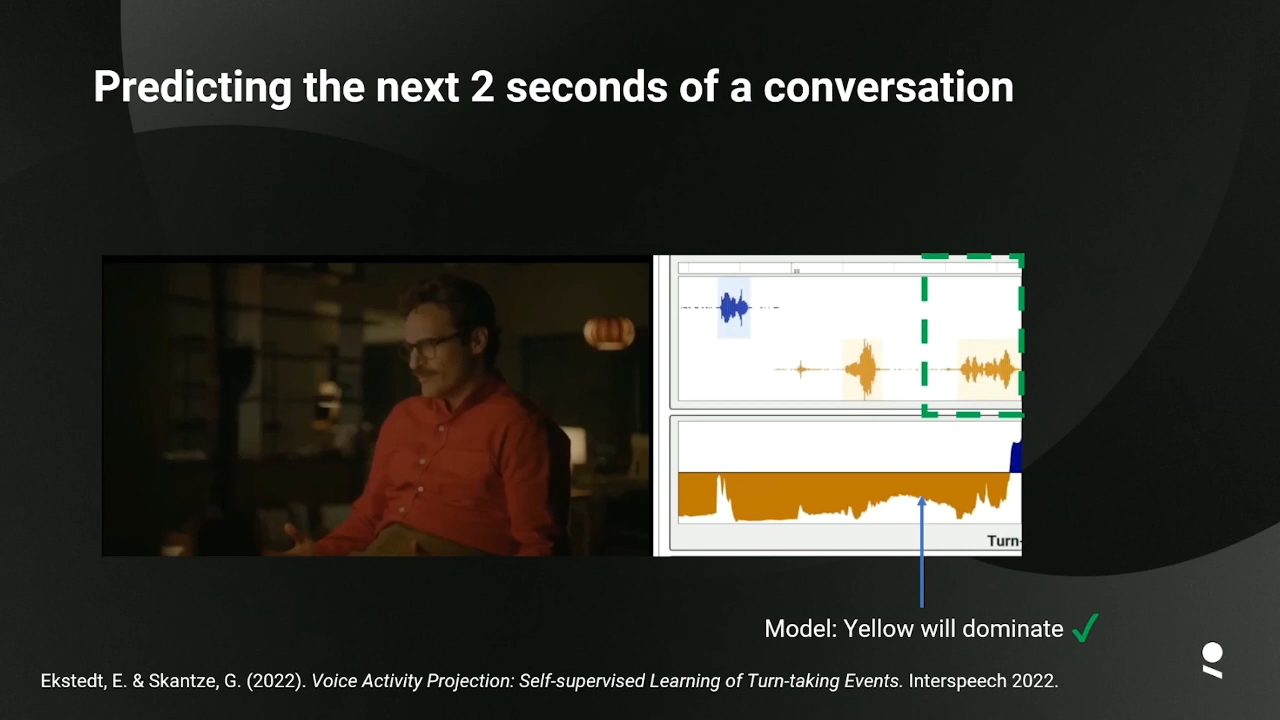 Predicting the next 2 seconds of a conversation
Turn-
Model: Yellow will dominate
Ekstedt, E. & Skantze, G. (2022). Voice Activity Projection: Self-supervised Learning of Turn-taking Events. Interspeech 2022.